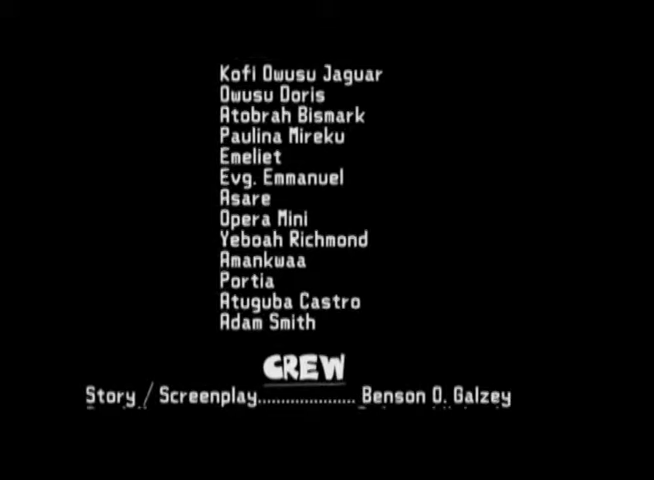 Kofi Owusu Jaguar
Owusu Doris
Atobrah Bismark
Paulina Mireku
Emeliet
Evg. Emmanuel
Asare
Opera Mini
Yeboah Richmond
Amankwaa
Portia
Atuguba Castro
Adam Smith
CREW
Story / Screenplay..................... Benson O. Galzey